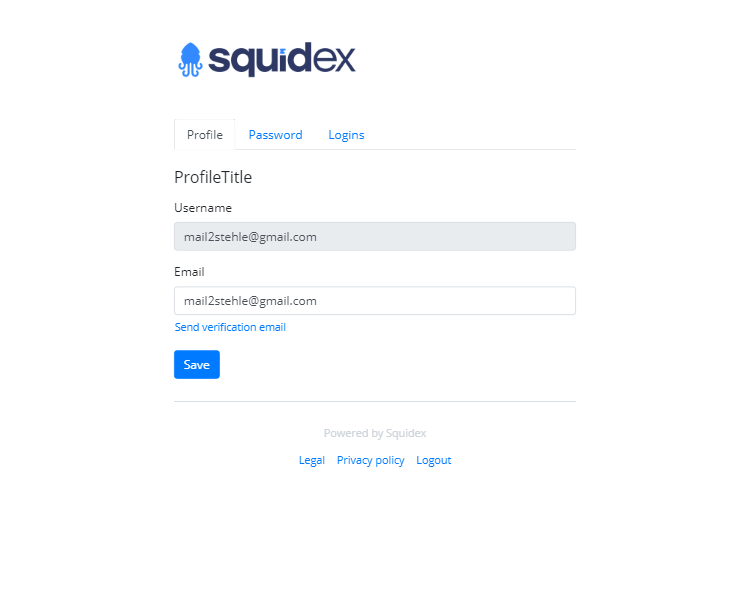 squidex
Profile Password Logins
ProfileTitle
Username
mail2stehle@gmail.com
Email
mail2stehle@gmail.com
Send verification email
Save
Powered by Squidex
Legal Privacy policy Logout